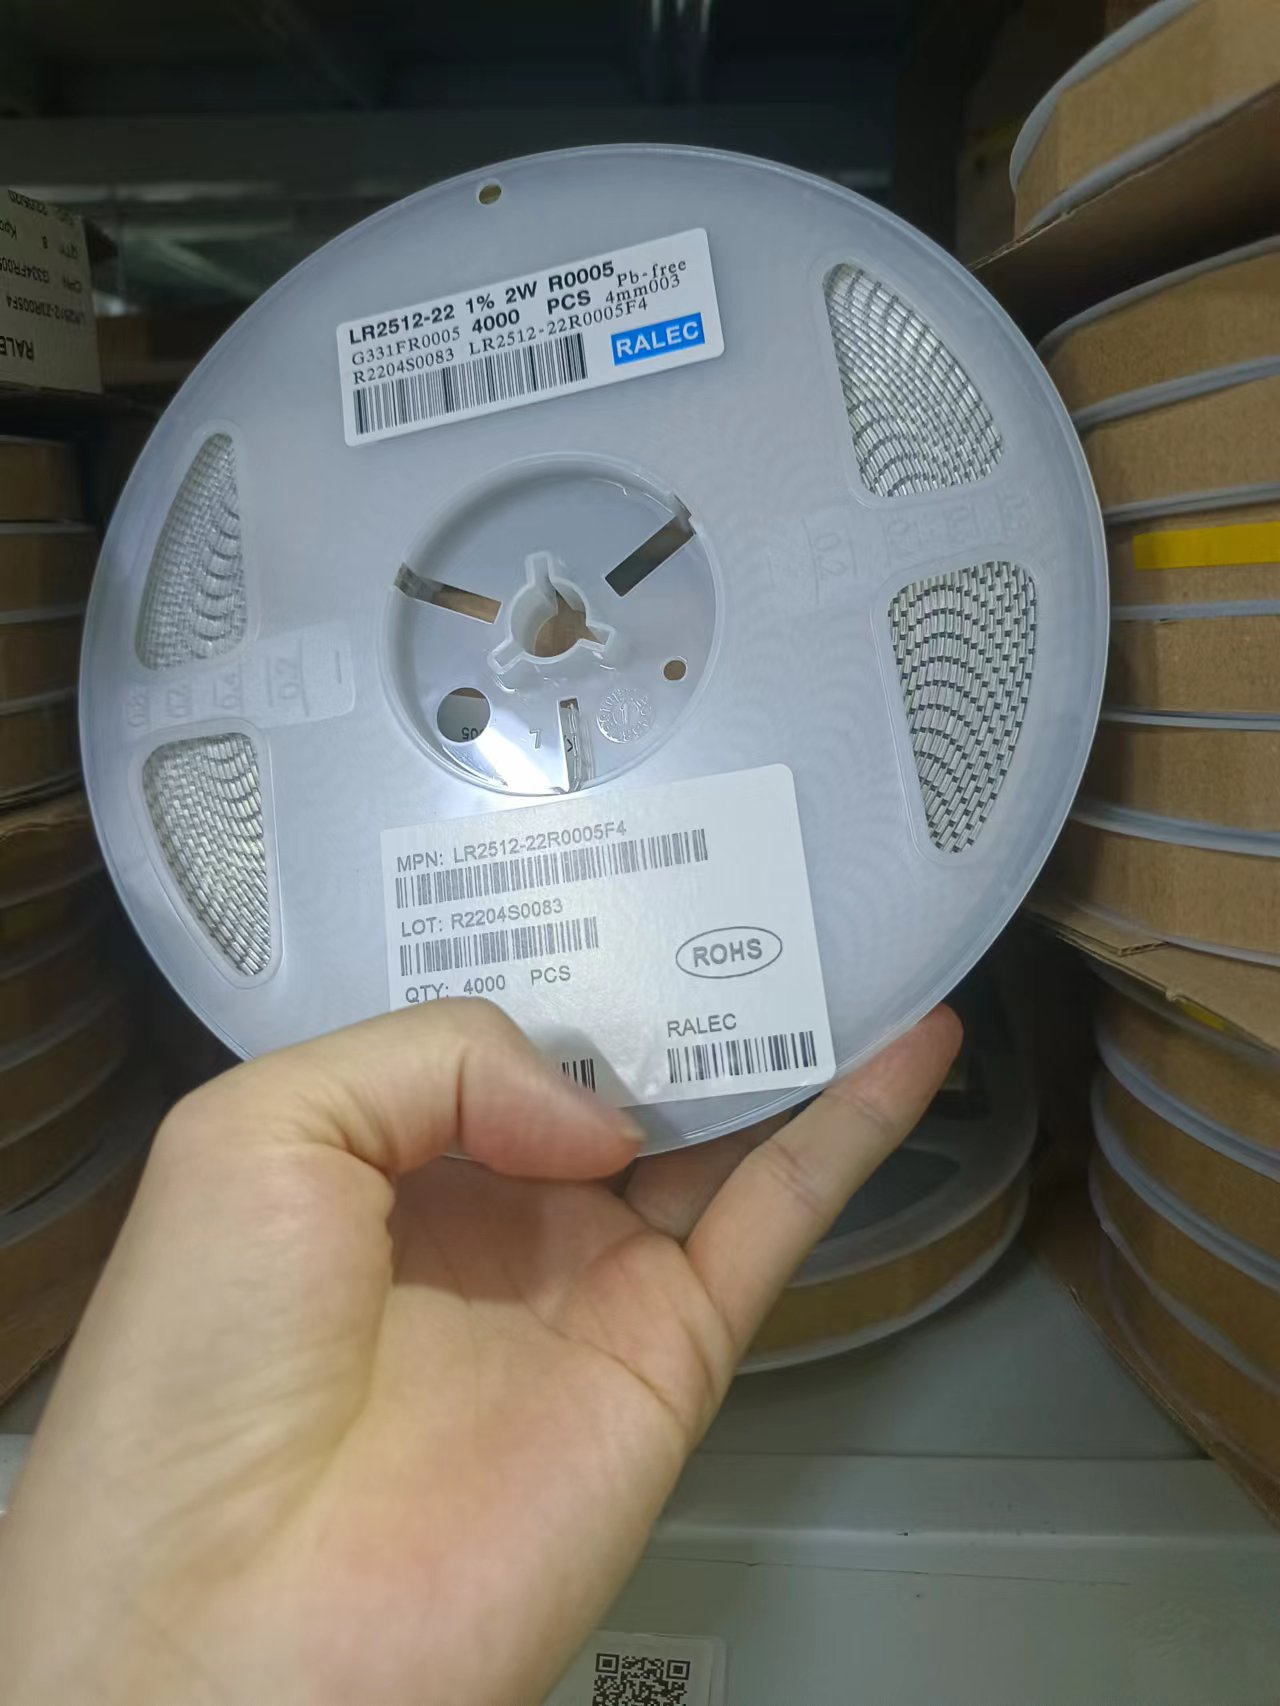 LR2512-22 1% 2W R0005 Pb-free
G331FR0005 4000 PCS 4mm003
R2204S0083 LR2512-22R0005F4
RALEC
7
MPN: LR2512-22R0005F4
LOT: R2204S0083
QTY: 4000 PCS
ROHS
RALEC